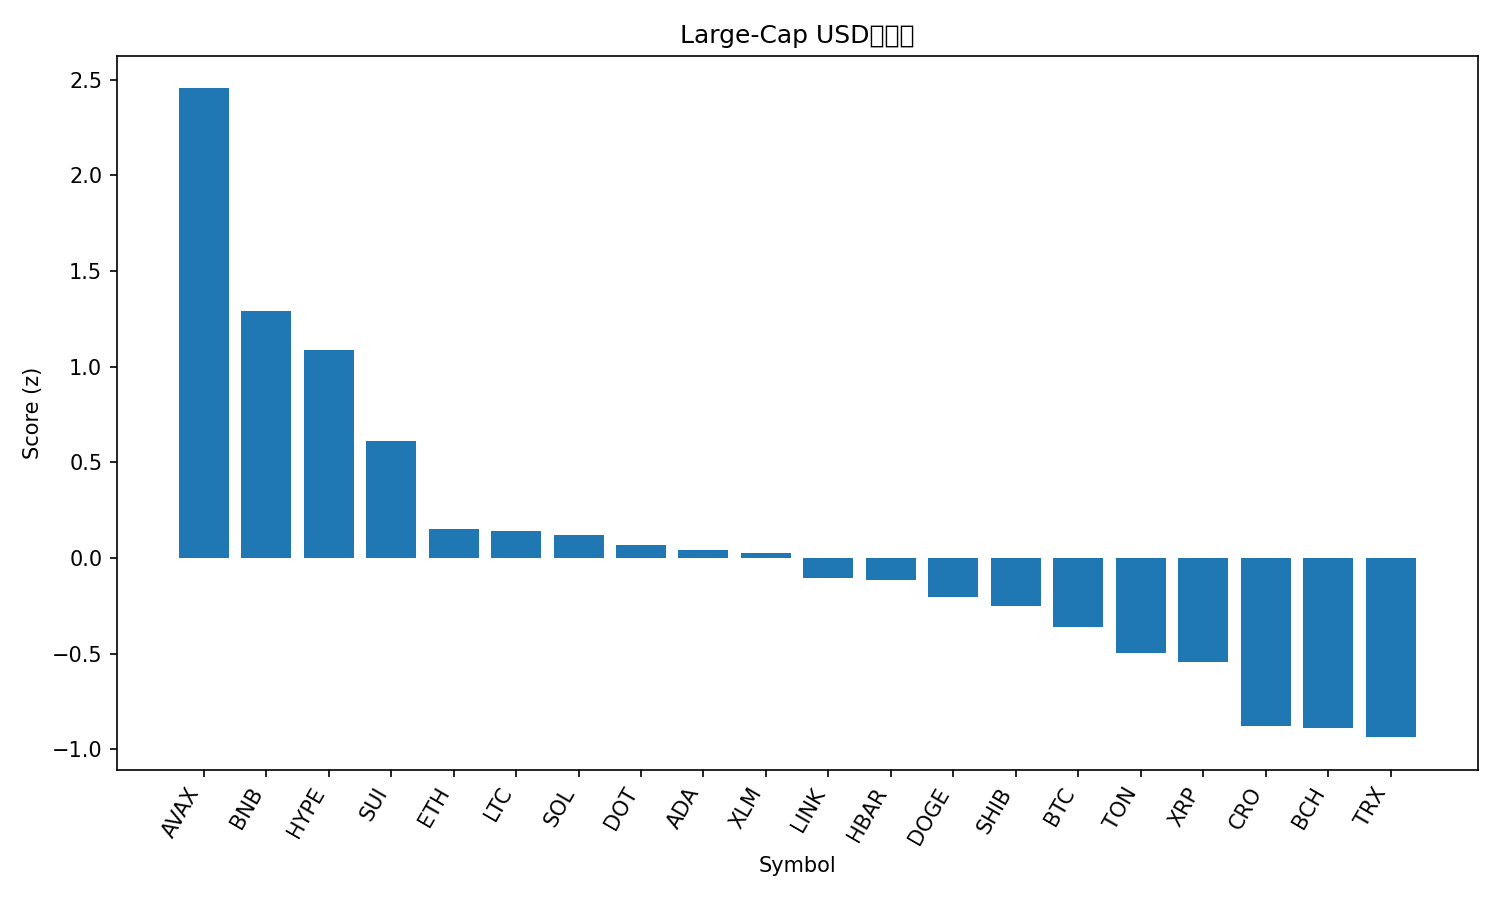 Large-Cap USD
2.5
2.0
1.5
1.0
0.5
0.0
−0.5
−1.0
Score (z)
AVAX
BNB
HYPE
SUI
ETH
LTC
SOL
DOT
ADA
XLM
LINK
HBAR
DOGE
SHIB
BTC
TON
XRP
CRO
BCH
TRX
Symbol